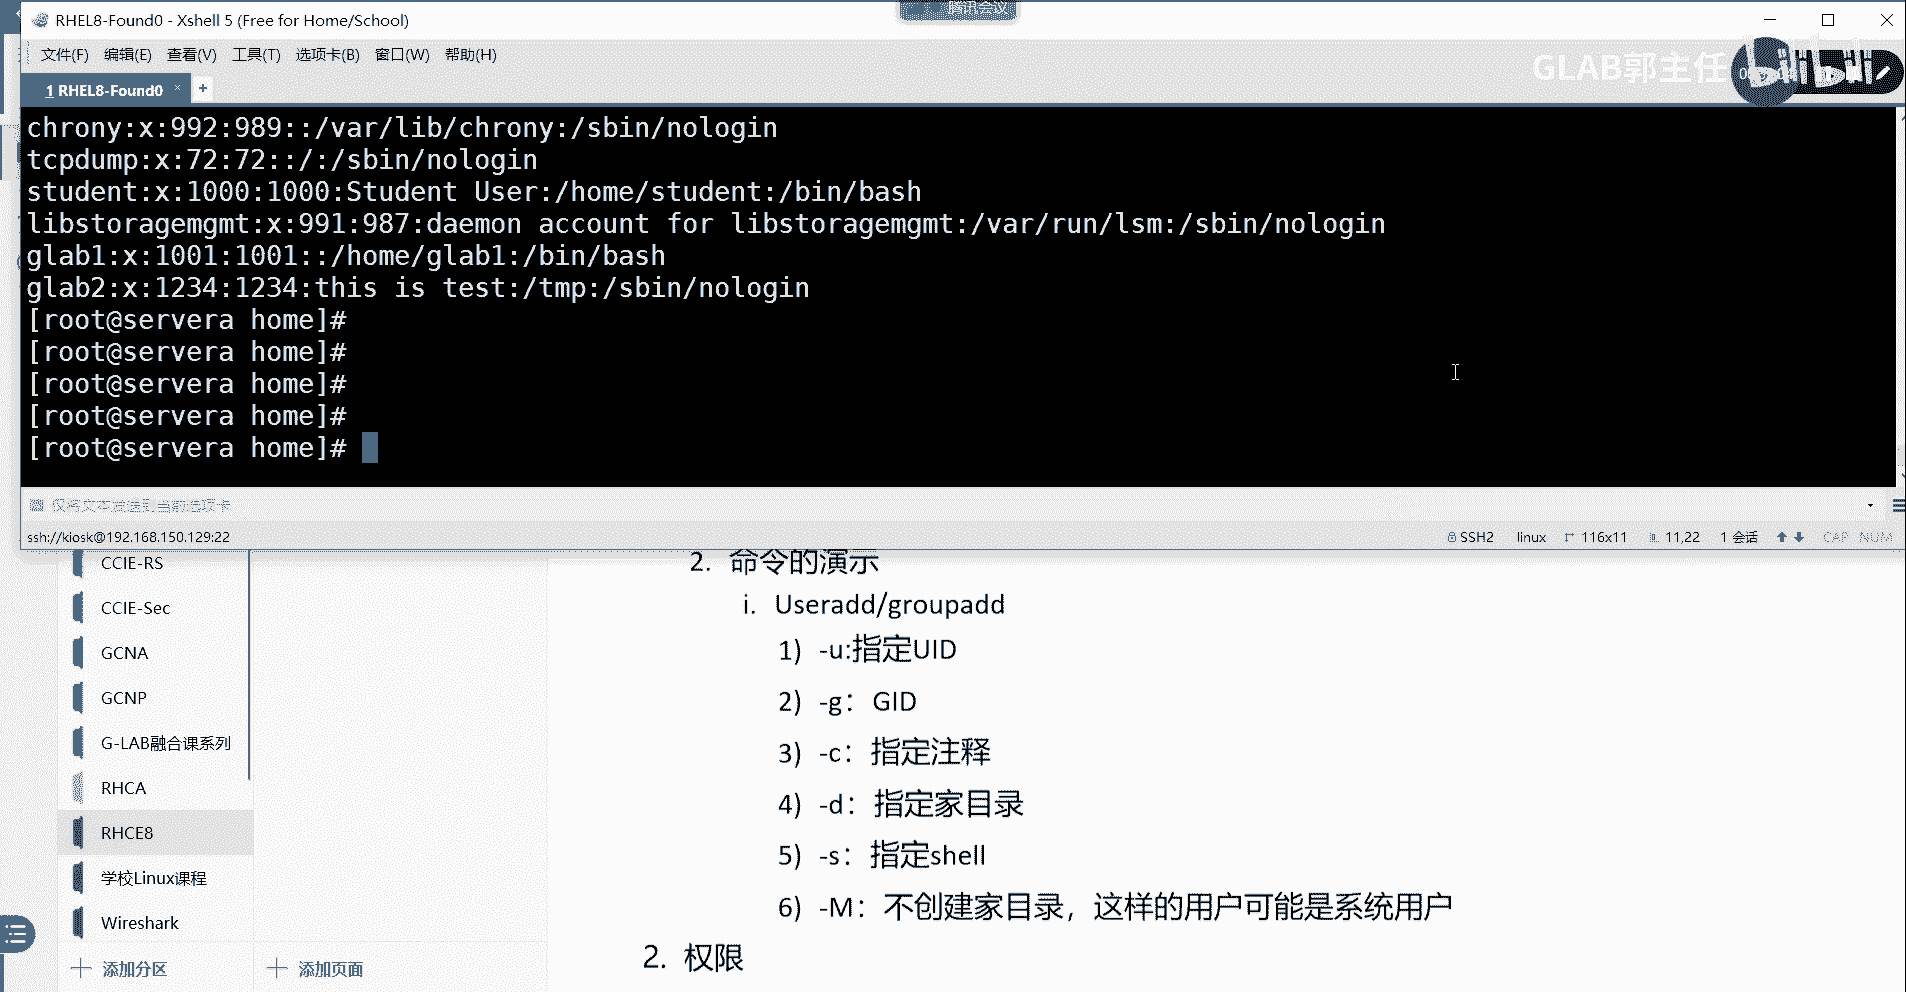 RHEL8-Found0 - Xshell 5 (Free for Home/School)
腾讯会议
文件(F) 编辑(E) 查看(V) 工具(T) 选项卡(B) 窗口(W) 帮助(H)
GLAB郭主任
bilibili
1 RHEL8-Found0 × +
chrony:x:992:989::/var/lib/chrony:/sbin/nologin
tcpdump:x:72:72::/:/sbin/nologin
student:x:1000:1000:Student User:/home/student:/bin/bash
libstoragemgmt:x:991:987:daemon account for libstoragemgmt:/var/run/lsm:/sbin/nologin
glab1:x:1001:1001::/home/glab1:/bin/bash
glab2:x:1234:1234:this is test:/tmp:/sbin/nologin
[root@servera home]#
[root@servera home]#
[root@servera home]#
[root@servera home]#
[root@servera home]#
仅将文本发送到当前选项卡
ssh://kiosk@192.168.150.129:22
SSH2 linux 116x11 11,22 1 会话 CAP NUM
CCIE-RS
CCIE-Sec
GCNA
GCNP
G-LAB融合课系列
RHCA
RHCE8
学校Linux课程
Wireshark
添加分区
添加页面
2. 命令的演示
i. Useradd/groupadd
1) -u:指定UID
2) -g：GID
3) -c：指定注释
4) -d：指定家目录
5) -s：指定shell
6) -M：不创建家目录，这样的用户可能是系统用户
2. 权限